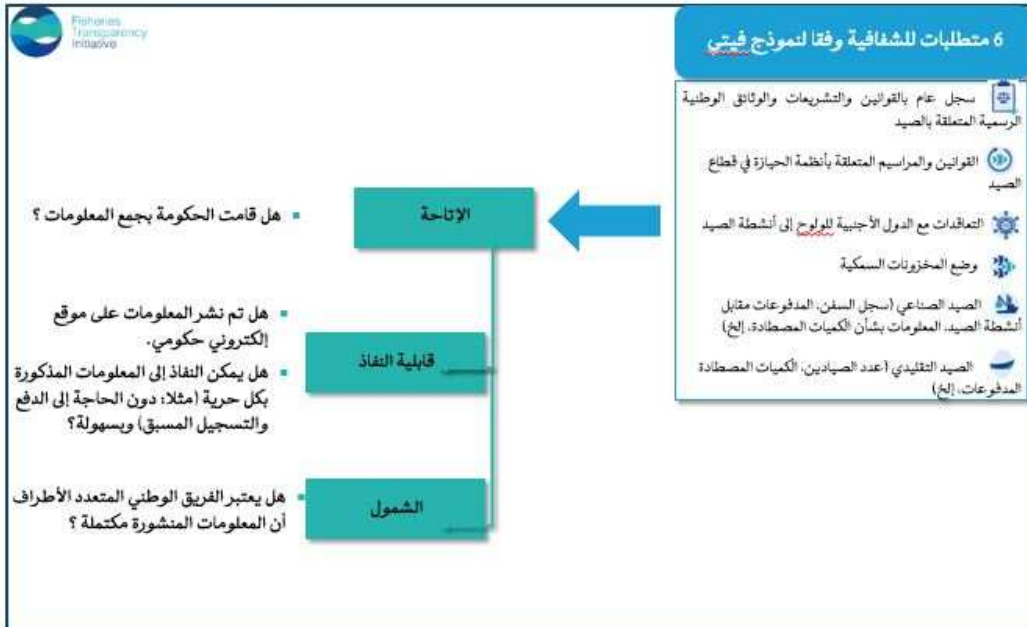 Fisheries
Transparency
Initiative
6 متطلبات للشفافية وفقا لنموذج فيتي
سجل عام بالقوانين والتشريعات والوثائق الوطنية
الرسمية المتعلقة بالصيد
القوانين والمراسيم المتعلقة بأنظمة الحيازة في قطاع
الصيد
التعاقدات مع الدول الأجنبية للولوج إلى أنشطة الصيد
وضع المخزونات السمكية
الصيد الصناعي (سجل السفن، المدفوعات مقابل
أنشطة الصيد، المعلومات بشأن الكميات المصطادة، إلخ)
الصيد التقليدي (عدد الصيادين، الكميات المصطادة
المدفوعات، إلخ)
الإتاحة
▪ هل قامت الحكومة بجمع المعلومات ؟
قابلية النفاذ
▪ هل تم نشر المعلومات على موقع
إلكتروني حكومي.
▪ هل يمكن النفاذ إلى المعلومات المذكورة
بكل حرية (مثلا: دون الحاجة إلى الدفع
والتسجيل المسبق) وبسهولة؟
الشمول
▪ هل يعتبر الفريق الوطني المتعدد الأطراف
أن المعلومات المنشورة مكتملة ؟